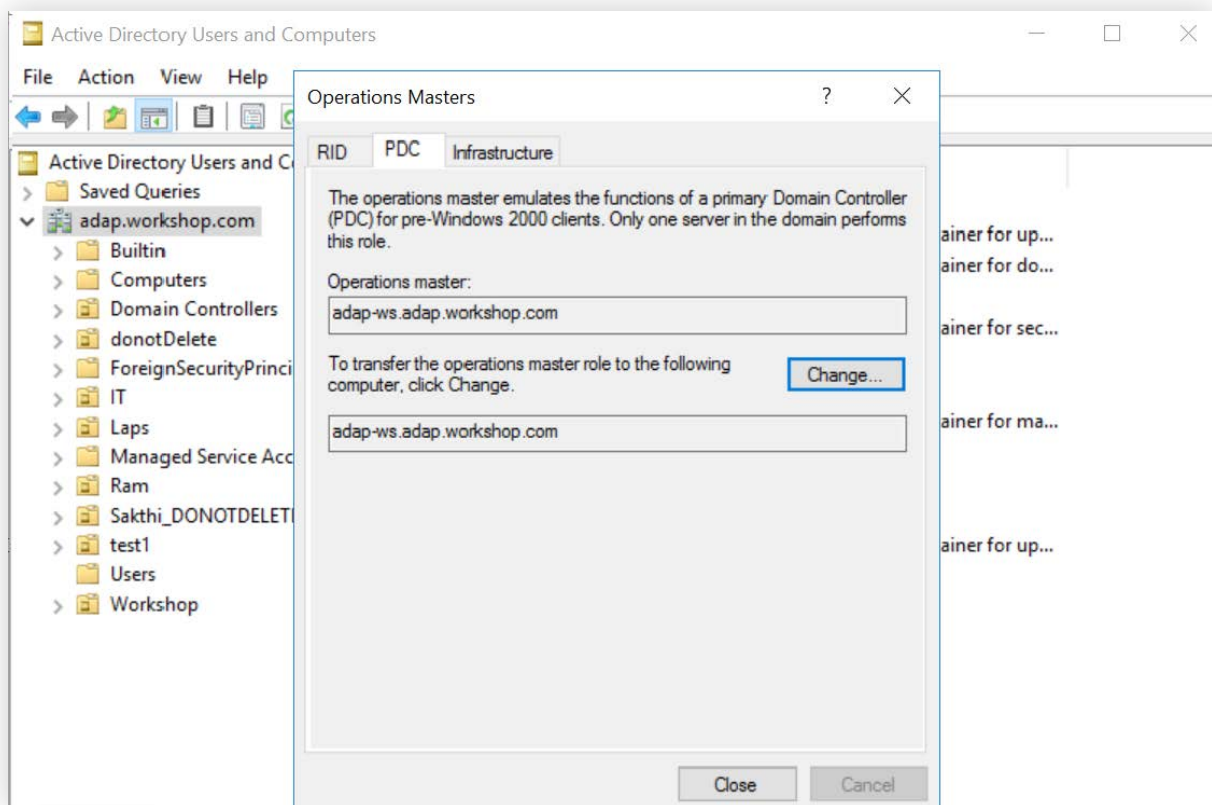 Active Directory Users and Computers
File Action View Help
Operations Masters
?
RID PDC Infrastructure
The operations master emulates the functions of a primary Domain Controller
(PDC) for pre-Windows 2000 clients. Only one server in the domain performs
this role.
Operations master:
adap-ws.adap.workshop.com
To transfer the operations master role to the following
computer, click Change.
Change...
adap-ws.adap.workshop.com
Close Cancel
Active Directory Users and C
Saved Queries
adap.workshop.com
Builtin
Computers
Domain Controllers
donotDelete
ForeignSecurityPrinci
IT
Laps
Managed Service Acc
Ram
Sakthi_DONOTDELET
test1
Users
Workshop
ainer for up...
ainer for do...
ainer for sec...
ainer for ma...
ainer for up...